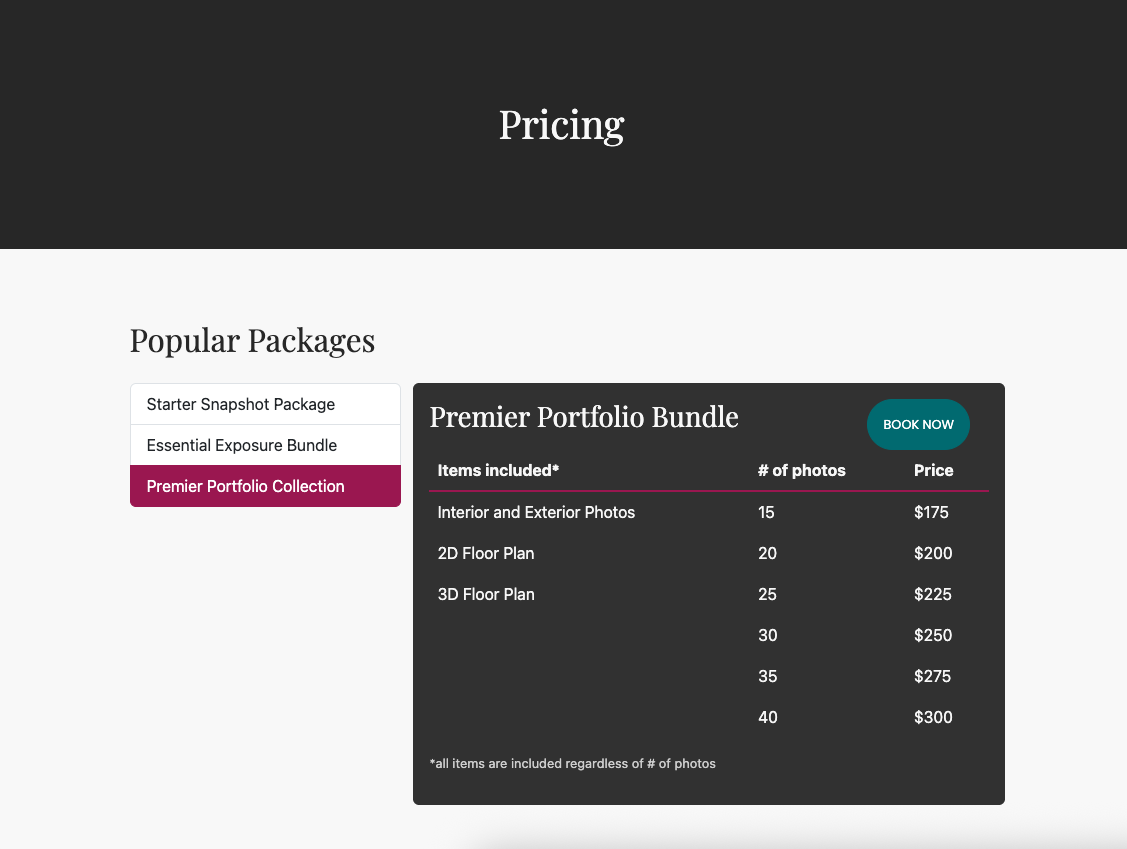 Pricing
Popular Packages
Starter Snapshot Package
Essential Exposure Bundle
Premier Portfolio Collection
Premier Portfolio Bundle
BOOK NOW
Items included* # of photos Price
Interior and Exterior Photos 15 $175
2D Floor Plan 20 $200
3D Floor Plan 25 $225
30 $250
35 $275
40 $300
*all items are included regardless of # of photos